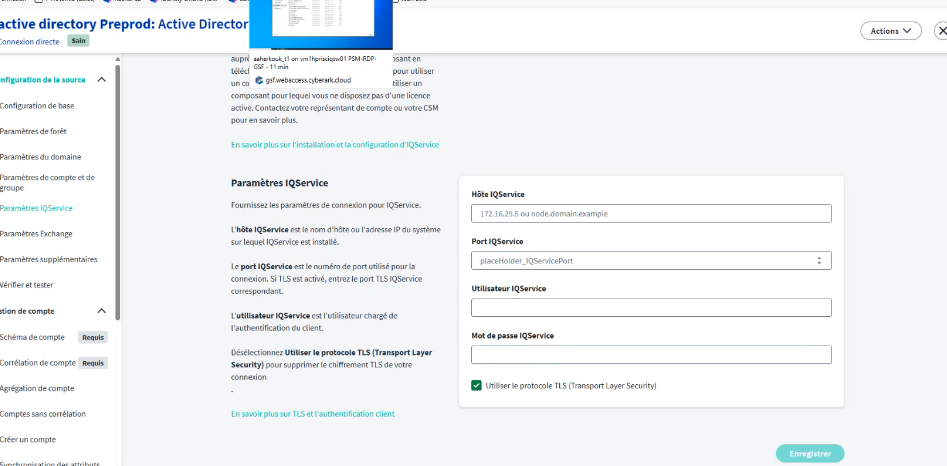 active directory Preprod: Active Director
Connexion directe Sain
Actions
aaharkouk_t1 on vm1hprisciqsw01 PSM-RDP-
GSF - 11 min
gsf.webaccess.cyberark.cloud
onfiguration de la source
Configuration de base
Paramètres de forêt
Paramètres du domaine
Paramètres de compte et de
groupe
Paramètres IQService
Paramètres Exchange
Paramètres supplémentaires
Vérifier et tester
stion de compte
Schéma de compte Requis
Corrélation de compte Requis
Agrégation de compte
Comptes sans corrélation
Créer un compte
Synchronisation des attributs
auprè
osant en
téléch
pour utiliser
un co
tiliser un
composant pour lequel vous ne disposez pas d'une licence
active. Contactez votre représentant de compte ou votre CSM
pour en savoir plus.
En savoir plus sur l'installation et la configuration d'IQService
Paramètres IQService
Fournissez les paramètres de connexion pour IQService.
L'hôte IQService est le nom d'hôte ou l'adresse IP du système
sur lequel IQService est installé.
Le port IQService est le numéro de port utilisé pour la
connexion. Si TLS est activé, entrez le port TLS IQService
correspondant.
L'utilisateur IQService est l'utilisateur chargé de
l'authentification du client.
Désélectionnez Utiliser le protocole TLS (Transport Layer
Security) pour supprimer le chiffrement TLS de votre
connexion
.
En savoir plus sur TLS et l'authentification client
Hôte IQService
172.16.25.5 ou node.domain.example
Port IQService
placeHolder_IQServicePort
Utilisateur IQService
Mot de passe IQService
Utiliser le protocole TLS (Transport Layer Security)
Enregistrer